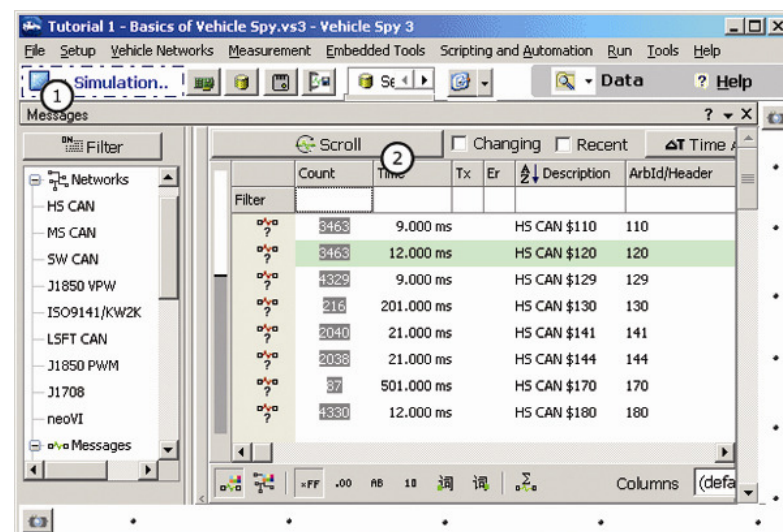 Tutorial 1 - Basics of Vehicle Spy.vs3 - Vehicle Spy 3
File Setup Vehicle Networks Measurement Embedded Tools Scripting and Automation Run Tools Help
1 Simulation.. Data ? Help
Messages
Filter
Networks
HS CAN
MS CAN
SW CAN
J1850 VPW
ISO9141/KW2K
LSFT CAN
J1850 PWM
J1708
neoVI
Messages
Scroll 2 Changing Recent ΔT Time
Count Time Tx Er Description ArbId/Header
Filter
3463 9.000 ms HS CAN $110 110
3463 12.000 ms HS CAN $120 120
4329 9.000 ms HS CAN $129 129
216 201.000 ms HS CAN $130 130
2040 21.000 ms HS CAN $141 141
2038 21.000 ms HS CAN $144 144
87 501.000 ms HS CAN $170 170
4330 12.000 ms HS CAN $180 180
×FF .00 AB 10 词 词 Σ Columns (defa